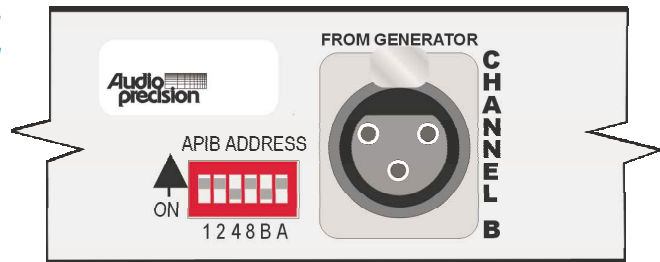 FROM GENERATOR
Audio
precision
APIB ADDRESS
ON
1 2 4 8 B A
CHANNEL B